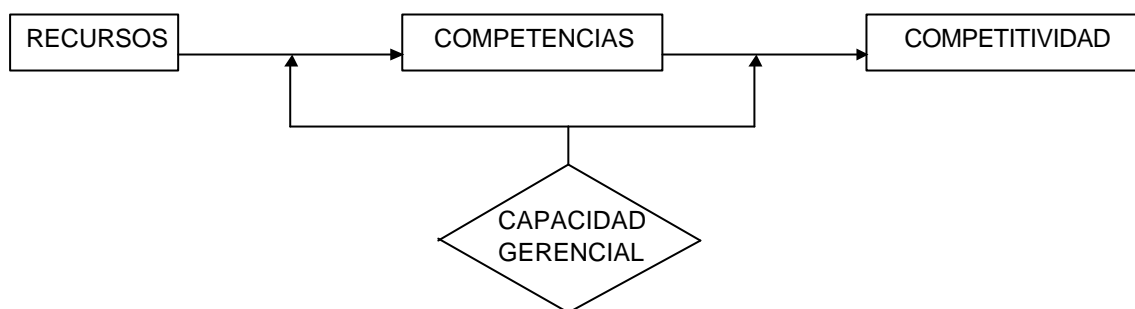 RECURSOS
COMPETENCIAS
COMPETITIVIDAD
CAPACIDAD
GERENCIAL